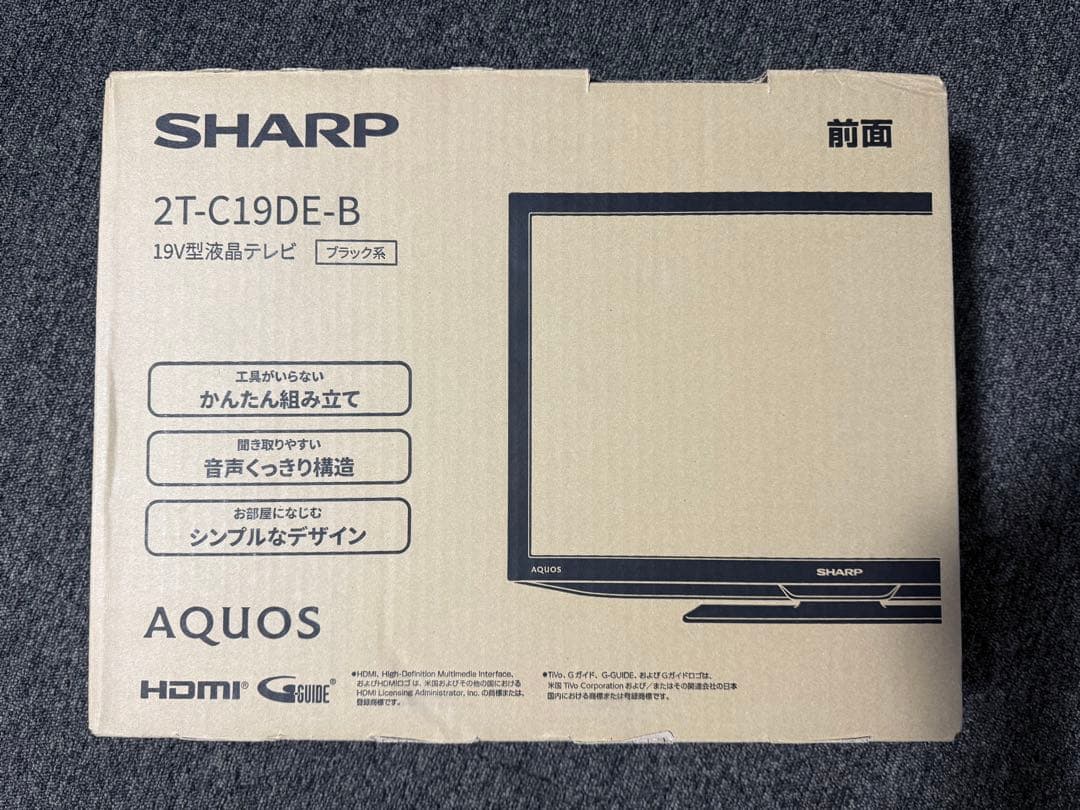 SHARP
前面
2T-C19DE-B
19V型液晶テレビ ブラック系
工具がいらない
かんたん組み立て
聞き取りやすい
音声くっきり構造
お部屋になじむ
シンプルなデザイン
AQUOS
SHARP
AQUOS
HDMI®
G-GUIDE®
●HDMI、High-Definition Multimedia Interface、
およびHDMIロゴ は、米国およびその他の国における
HDMI Licensing Administrator, Inc. の商標または、
登録商標です。
●TiVo、Gガイド、G-GUIDE、およびGガイドロゴは、
米国 TiVo Corporation および／またはその関連会社の日本
国内における商標または登録商標です。